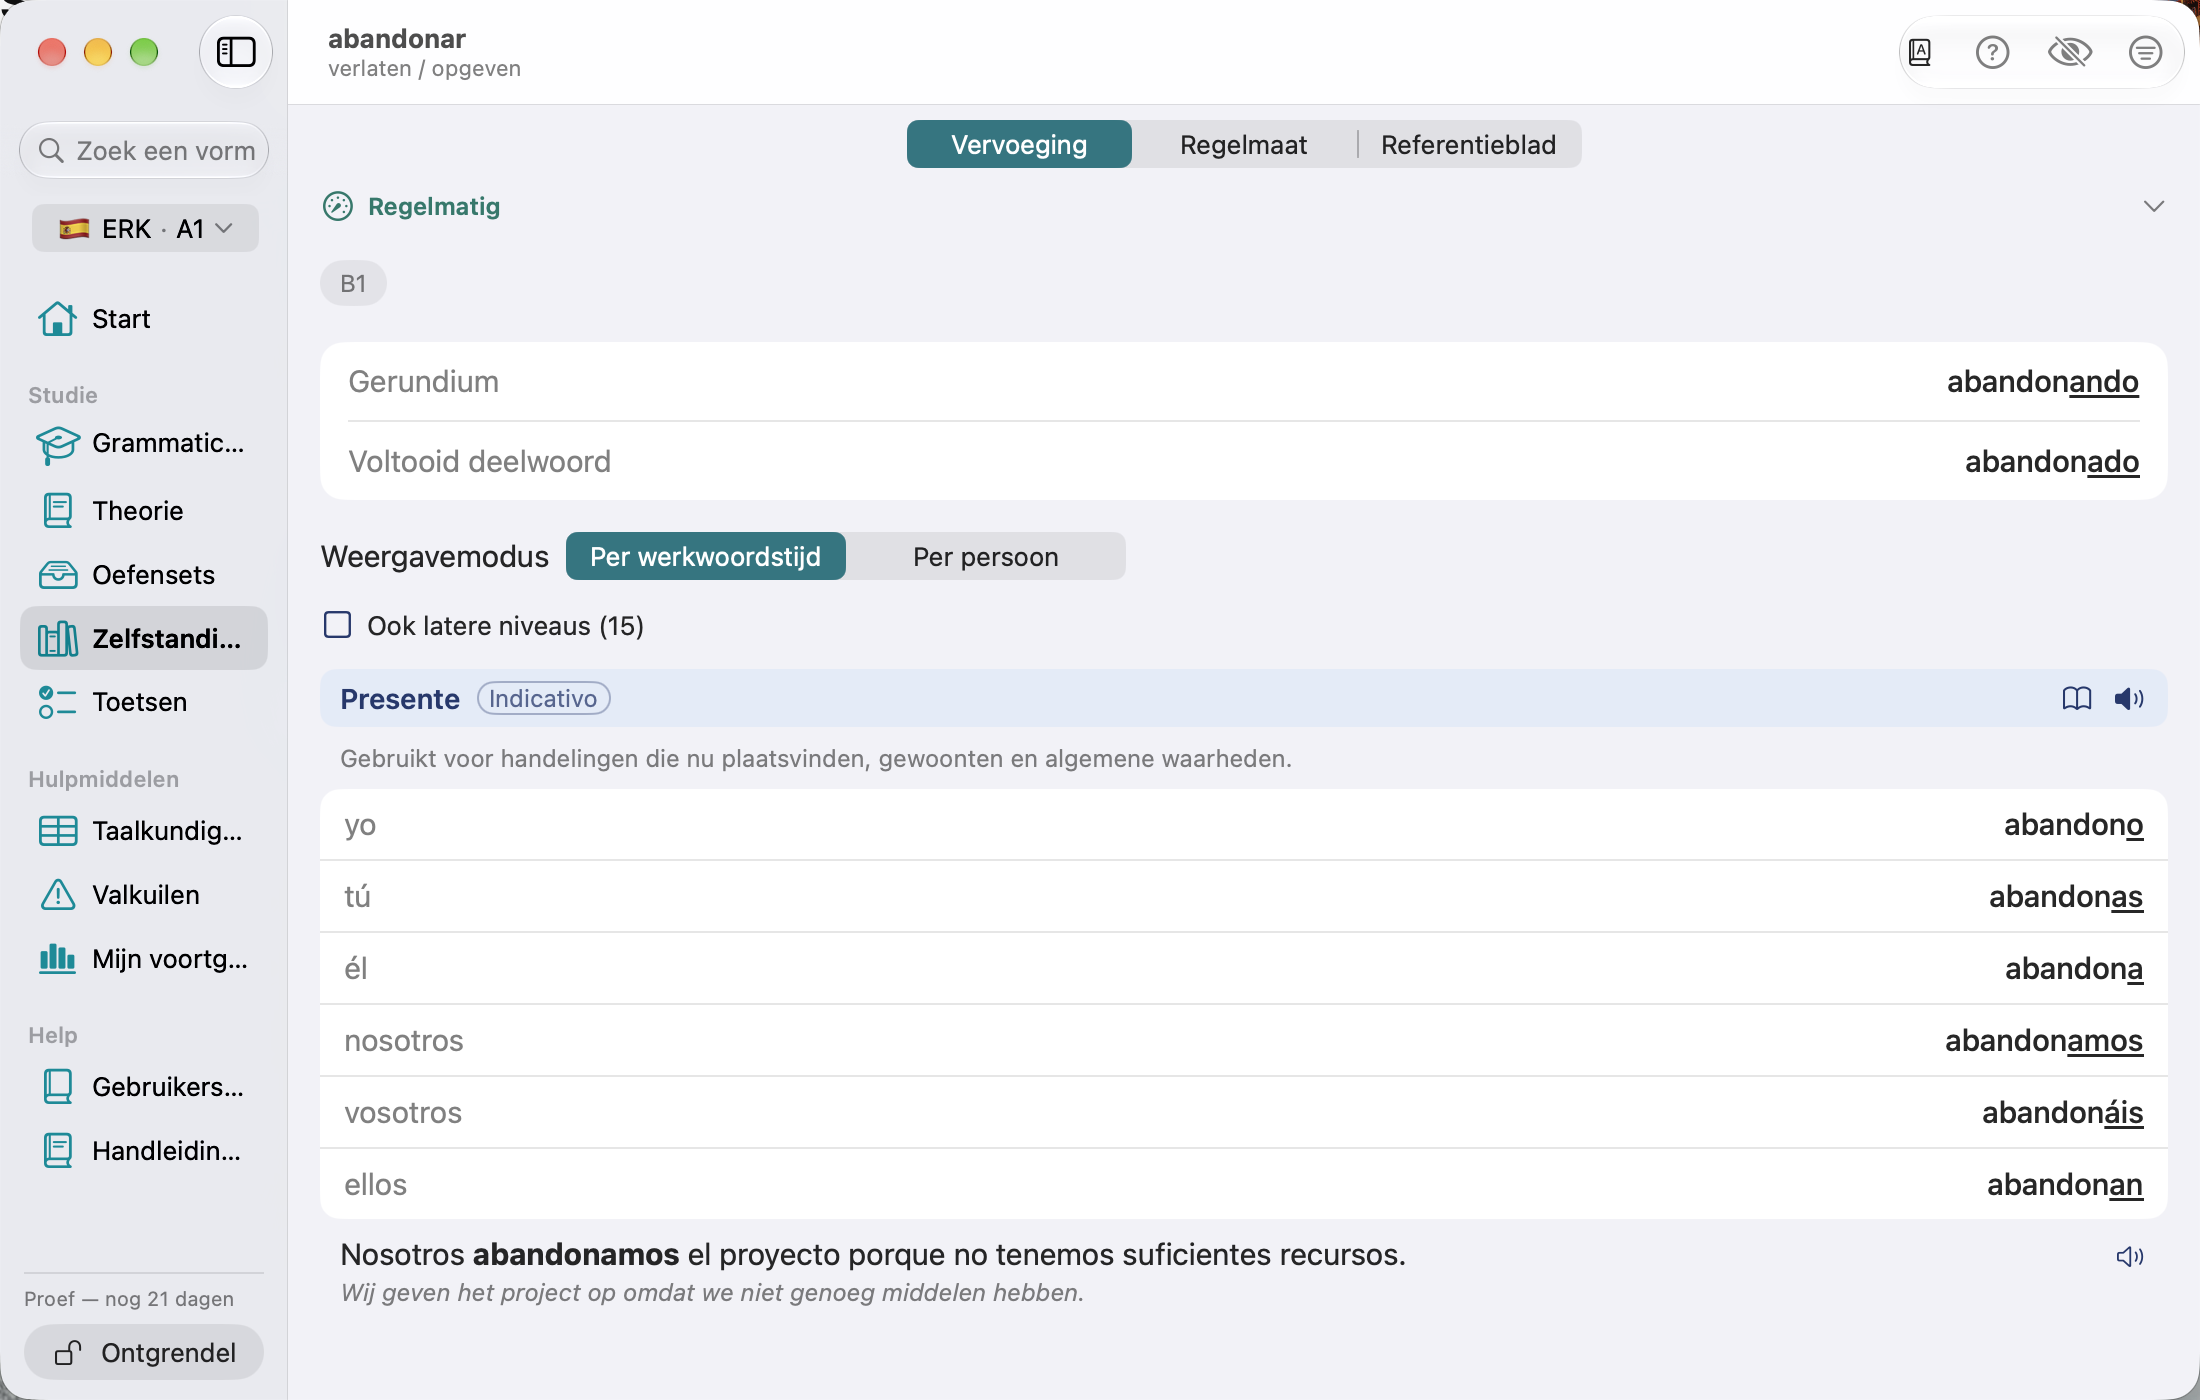 abandonar
verlaten / opgeven
Zoek een vorm
ERK · A1
Start
Studie
Grammatic...
Theorie
Oefensets
Zelfstandi...
Toetsen
Hulpmiddelen
Taalkundig...
Valkuilen
Mijn voortg...
Help
Gebruikers...
Handleidin...
Proef — nog 21 dagen
Ontgrendel
Vervoeging
Regelmaat
Referentieblad
Regelmatig
B1
Gerundium abandonando
Voltooid deelwoord abandonado
Weergavemodus Per werkwoordstijd Per persoon
Ook latere niveaus (15)
Presente Indicativo
Gebruikt voor handelingen die nu plaatsvinden, gewoonten en algemene waarheden.
yo abandono
tú abandonas
él abandona
nosotros abandonamos
vosotros abandonáis
ellos abandonan
Nosotros abandonamos el proyecto porque no tenemos suficientes recursos.
Wij geven het project op omdat we niet genoeg middelen hebben.